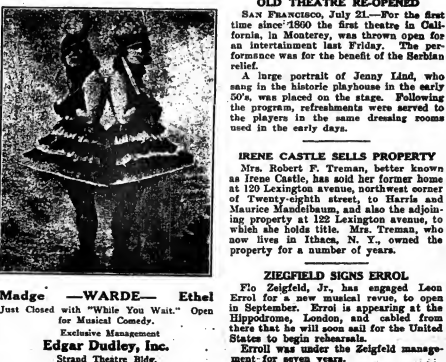 Madge —WARDE— Ethel
Just Closed with "While You Wait." Open
for Musical Comedy.
Exclusive Management
Edgar Dudley, Inc.
Strand Theatre Bldg.
OLD THEATRE RE-OPENED
San Francisco, July 21.—For the first
time since 1860 the first theatre in Cali-
fornia, in Monterey, was thrown open for
an intertainment last Friday. The per-
formance was for the benefit of the Serbian
relief.
A large portrait of Jenny Lind, who
sang in the historic playhouse in the early
50's, was placed on the stage. Following
the program, refreshments were served to
the players in the same dressing rooms
used in the early days.
IRENE CASTLE SELLS PROPERTY
Mrs. Robert F. Treman, better known
as Irene Castle, has sold her former home
at 120 Lexington avenue, northwest corner
of Twenty-eighth street, to Harris and
Maurice Mandelbaum, and also the adjoin-
ing property at 122 Lexington avenue, to
which she holds title. Mrs. Treman, who
now lives in Ithaca, N. Y., owned the
property for a number of years.
ZIEGFIELD SIGNS ERROL
Flo Zeigfeld, Jr., has engaged Leon
Errol for a new musical revue, to open
in September. Errol is appearing at the
Hippodrome, London, and cabled from
there that he will soon sail for the United
States to begin rehearsals.
Erroll was under the Zeigfeld manage-
ment for seven years.